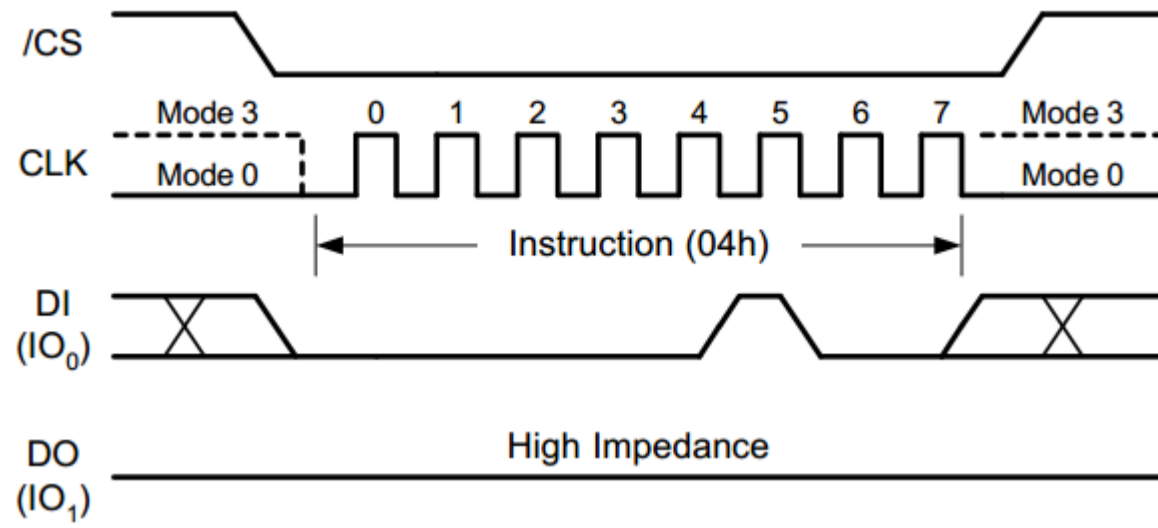 /CS
Mode 3 0 1 2 3 4 5 6 7 Mode 3
CLK
Mode 0 Mode 0
Instruction (04h)
DI
(IO₀)
High Impedance
DO
(IO₁)